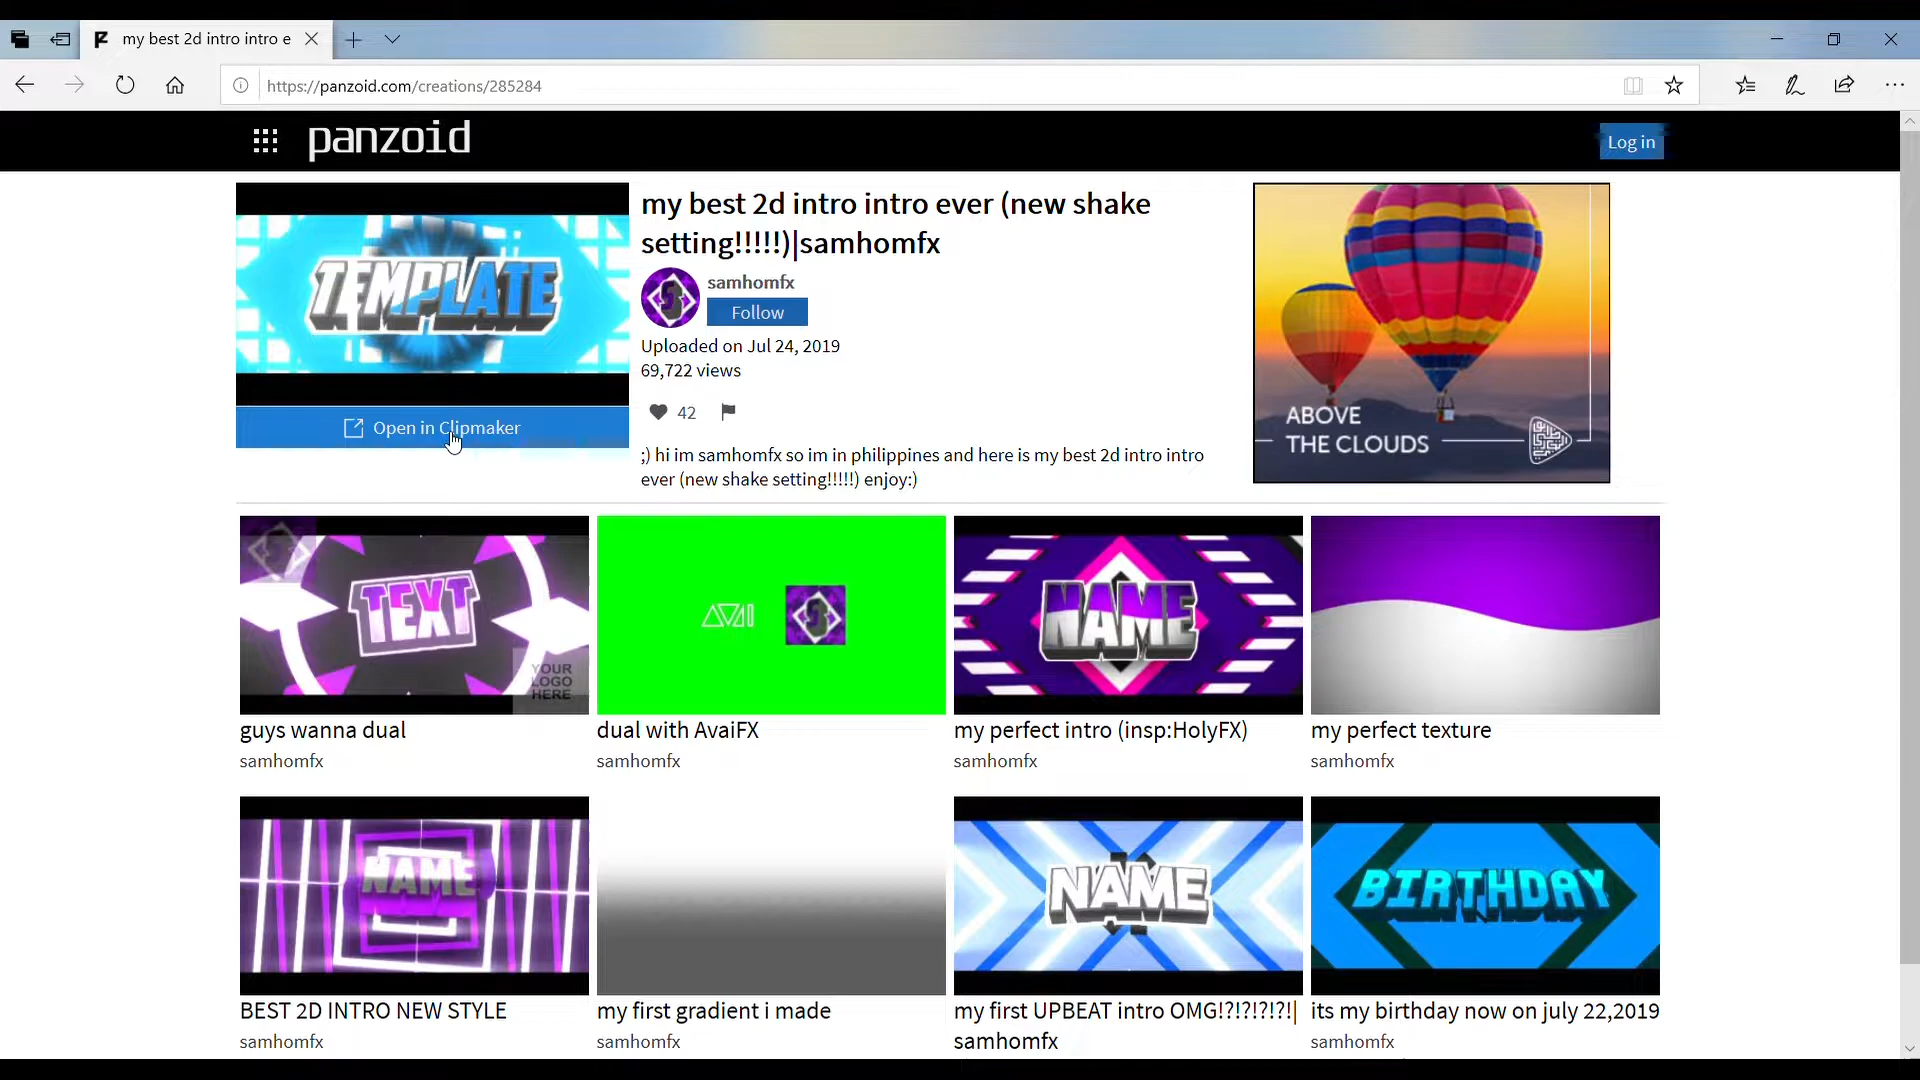 my best 2d intro intro e
https://panzoid.com/creations/285284
panzoid
Log in
TEMPLATE
Open in Clipmaker
my best 2d intro intro ever (new shake
setting!!!!!)|samhomfx
samhomfx
Follow
Uploaded on Jul 24, 2019
69,722 views
42
;) hi im samhomfx so im in philippines and here is my best 2d intro intro
ever (new shake setting!!!!!) enjoy:)
ABOVE
THE CLOUDS
TEXT
YOUR
LOGO
HERE
NAME
guys wanna dual
samhomfx
dual with AvaiFX
samhomfx
my perfect intro (insp:HolyFX)
samhomfx
my perfect texture
samhomfx
NAME
NAME
BIRTHDAY
BEST 2D INTRO NEW STYLE
samhomfx
my first gradient i made
samhomfx
my first UPBEAT intro OMG!?!?!?!?!|
samhomfx
its my birthday now on july 22,2019
samhomfx